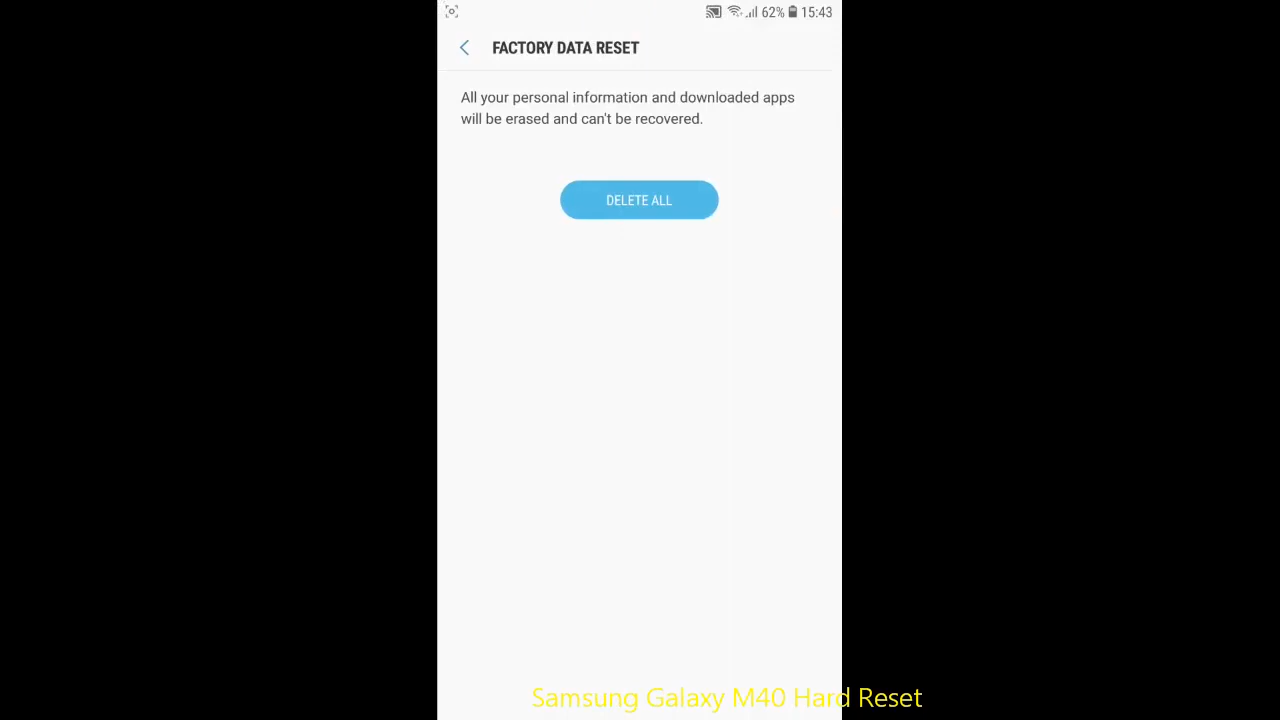 62% 15:43
FACTORY DATA RESET
All your personal information and downloaded apps
will be erased and can't be recovered.
DELETE ALL
Samsung Galaxy M40 Hard Reset